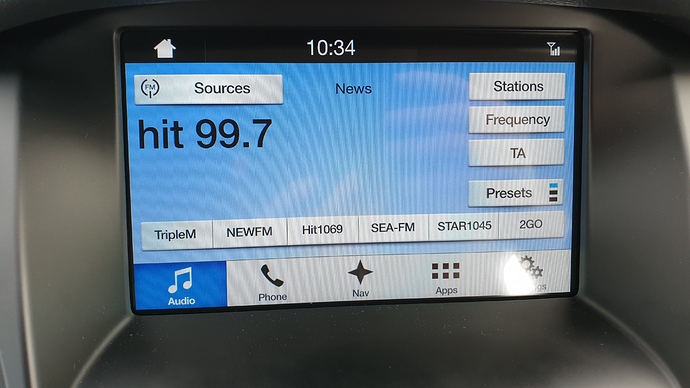 10:34
FM Sources
News
Stations
hit 99.7
Frequency
TA
Presets
TripleM NEWFM Hit1069 SEA-FM STAR1045 2GO
Audio Phone Nav Apps